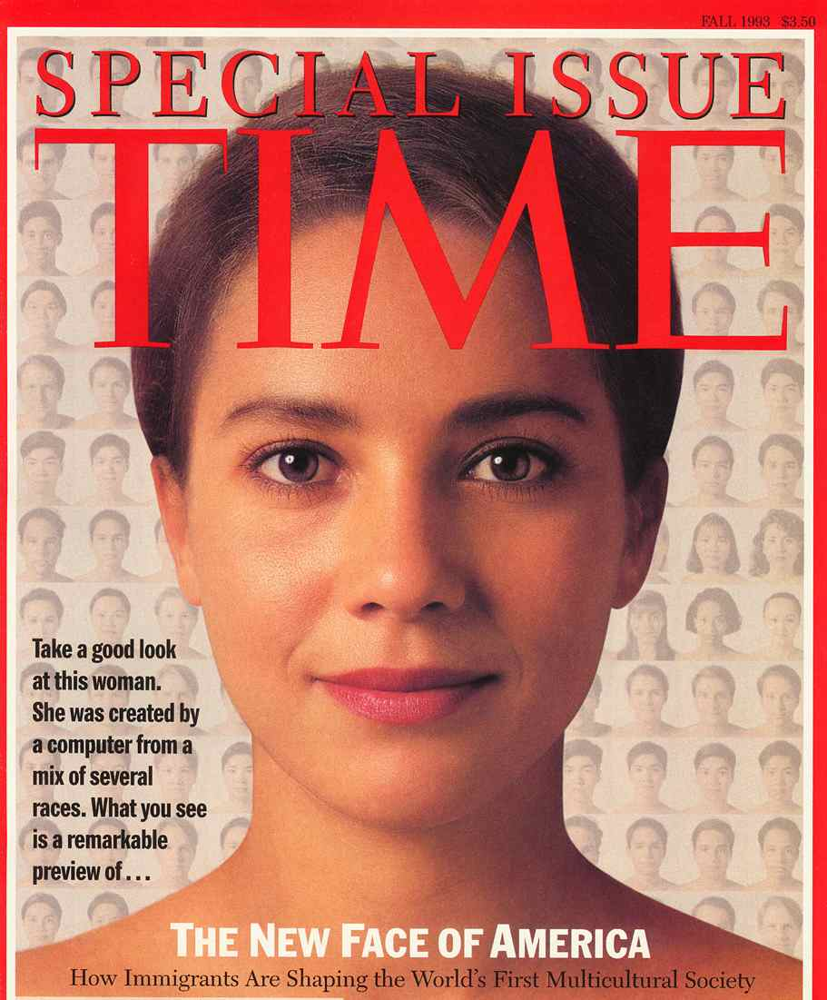 FALL 1993 $3.50
SPECIAL ISSUE
TIME
Take a good look
at this woman.
She was created by
a computer from a
mix of several
races. What you see
is a remarkable
preview of . . .
THE NEW FACE OF AMERICA
How Immigrants Are Shaping the World's First Multicultural Society